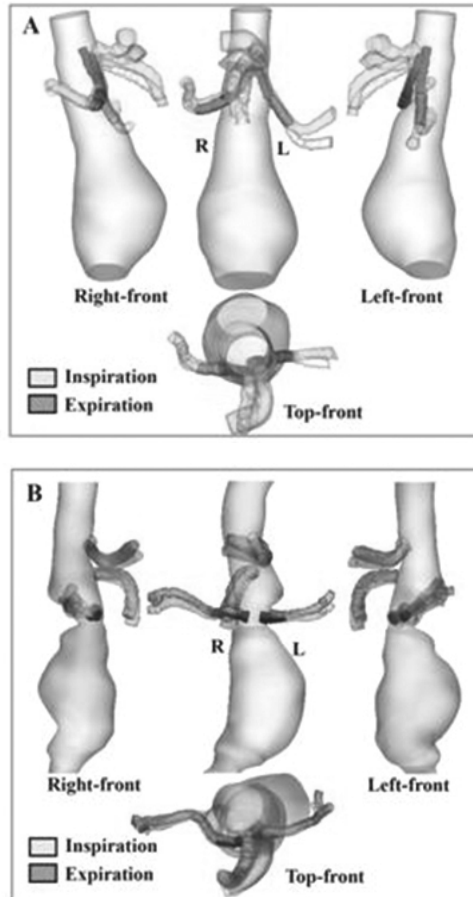 A
R L
Right-front Left-front
Inspiration
Expiration
Top-front
B
R L
Right-front Left-front
Inspiration
Expiration
Top-front